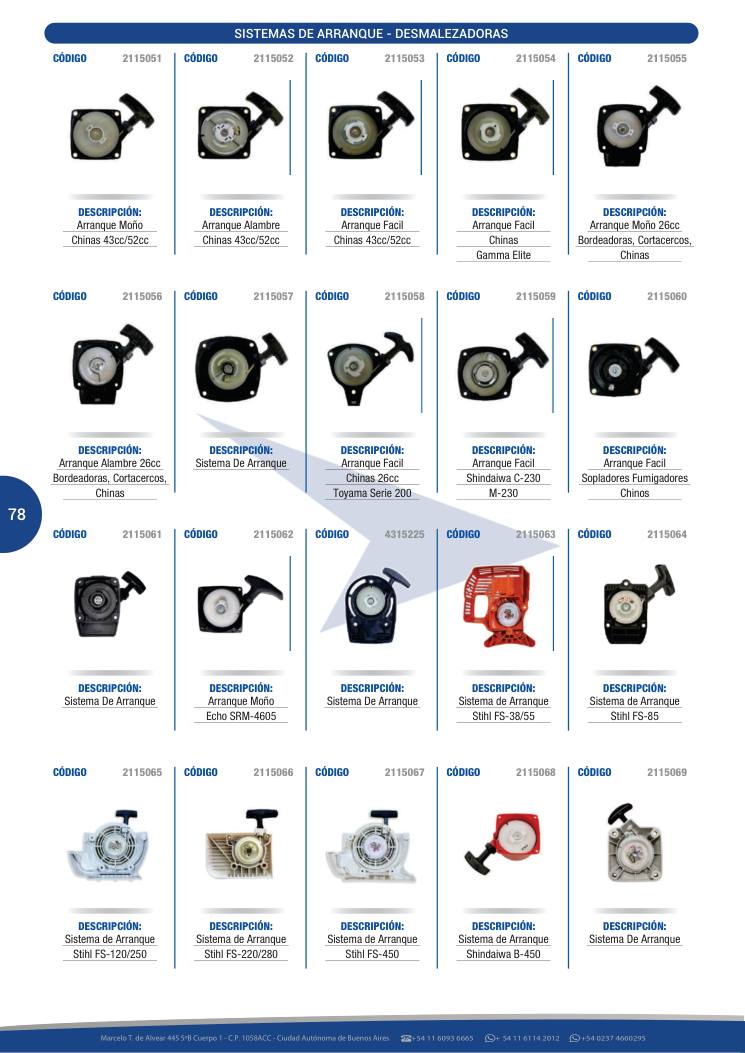 SISTEMAS DE ARRANQUE - DESMALEZADORAS
CÓDIGO 2115051
DESCRIPCIÓN:
Arranque Moño
Chinas 43cc/52cc
CÓDIGO 2115052
DESCRIPCIÓN:
Arranque Alambre
Chinas 43cc/52cc
CÓDIGO 2115053
DESCRIPCIÓN:
Arranque Facil
Chinas 43cc/52cc
CÓDIGO 2115054
DESCRIPCIÓN:
Arranque Facil
Chinas
Gamma Elite
CÓDIGO 2115055
DESCRIPCIÓN:
Arranque Moño 26cc
Bordeadoras, Cortacercos,
Chinas
CÓDIGO 2115056
DESCRIPCIÓN:
Arranque Alambre 26cc
Bordeadoras, Cortacercos,
Chinas
CÓDIGO 2115057
DESCRIPCIÓN:
Sistema De Arranque
CÓDIGO 2115058
DESCRIPCIÓN:
Arranque Facil
Chinas 26cc
Toyama Serie 200
CÓDIGO 2115059
DESCRIPCIÓN:
Arranque Facil
Shindaiwa C-230
M-230
CÓDIGO 2115060
DESCRIPCIÓN:
Arranque Facil
Sopladores Fumigadores
Chinos
78
CÓDIGO 2115061
DESCRIPCIÓN:
Sistema De Arranque
CÓDIGO 2115062
DESCRIPCIÓN:
Arranque Moño
Echo SRM-4605
CÓDIGO 4315225
DESCRIPCIÓN:
Sistema De Arranque
CÓDIGO 2115063
DESCRIPCIÓN:
Sistema de Arranque
Stihl FS-38/55
CÓDIGO 2115064
DESCRIPCIÓN:
Sistema de Arranque
Stihl FS-85
CÓDIGO 2115065
DESCRIPCIÓN:
Sistema de Arranque
Stihl FS-120/250
CÓDIGO 2115066
DESCRIPCIÓN:
Sistema de Arranque
Stihl FS-220/280
CÓDIGO 2115067
DESCRIPCIÓN:
Sistema de Arranque
Stihl FS-450
CÓDIGO 2115068
DESCRIPCIÓN:
Sistema de Arranque
Shindaiwa B-450
CÓDIGO 2115069
DESCRIPCIÓN:
Sistema De Arranque
Marcelo T. de Alvear 445 5ºB Cuerpo 1 - C.P. 1058ACC - Ciudad Autónoma de Buenos Aires. +54 11 6093 6665 + 54 11 6114 2012 +54 0237 4660295